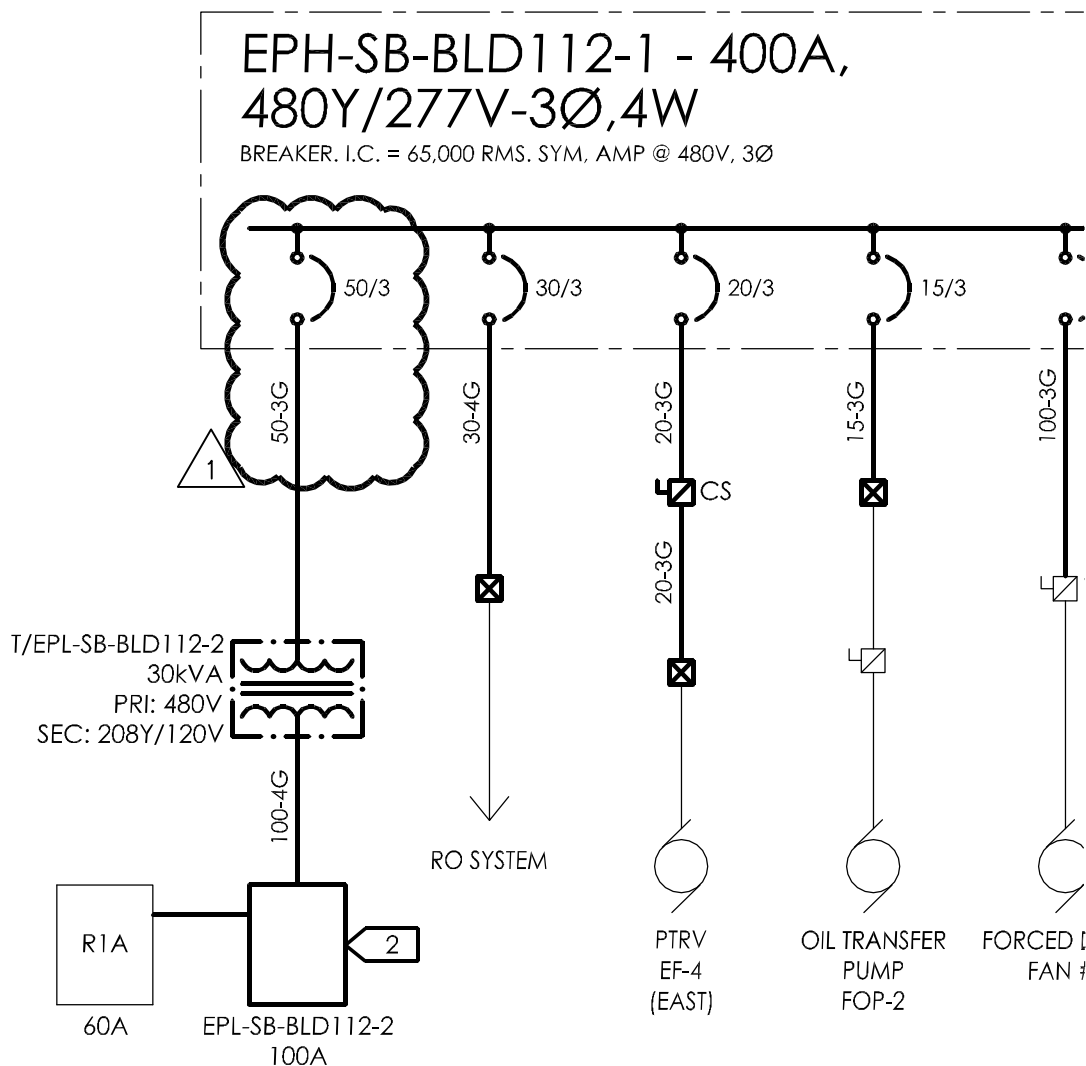 EPH-SB-BLD112-1 - 400A,
480Y/277V-3Ø,4W
BREAKER. I.C. = 65,000 RMS. SYM, AMP @ 480V, 3Ø
50/3
30/3
20/3
15/3
50-3G
30-4G
20-3G
15-3G
100-3G
1
CS
20-3G
T/EPL-SB-BLD112-2
30kVA
PRI: 480V
SEC: 208Y/120V
100-4G
RO SYSTEM
R1A
60A
2
EPL-SB-BLD112-2
100A
PTRV
EF-4
(EAST)
OIL TRANSFER
PUMP
FOP-2
FORCED
FAN